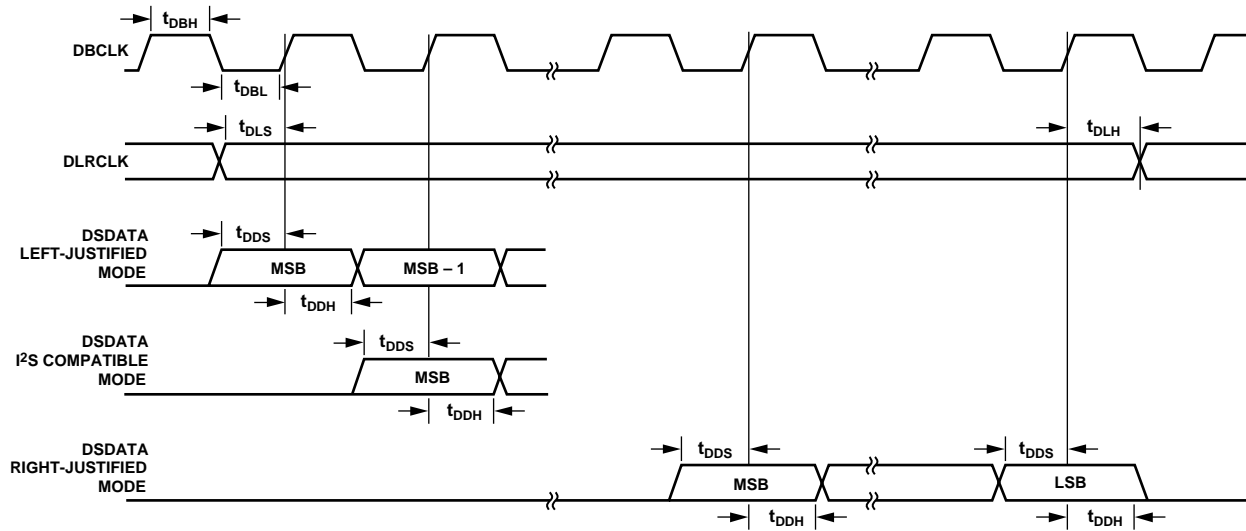 tDBH
DBCLK
tDBL
tDLS
tDLH
DLRCLK
DSDATA
LEFT-JUSTIFIED
MODE
tDDS
MSB
MSB – 1
tDDH
DSDATA
I²S COMPATIBLE
MODE
tDDS
MSB
tDDH
DSDATA
RIGHT-JUSTIFIED
MODE
tDDS
tDDS
MSB
LSB
tDDH
tDDH